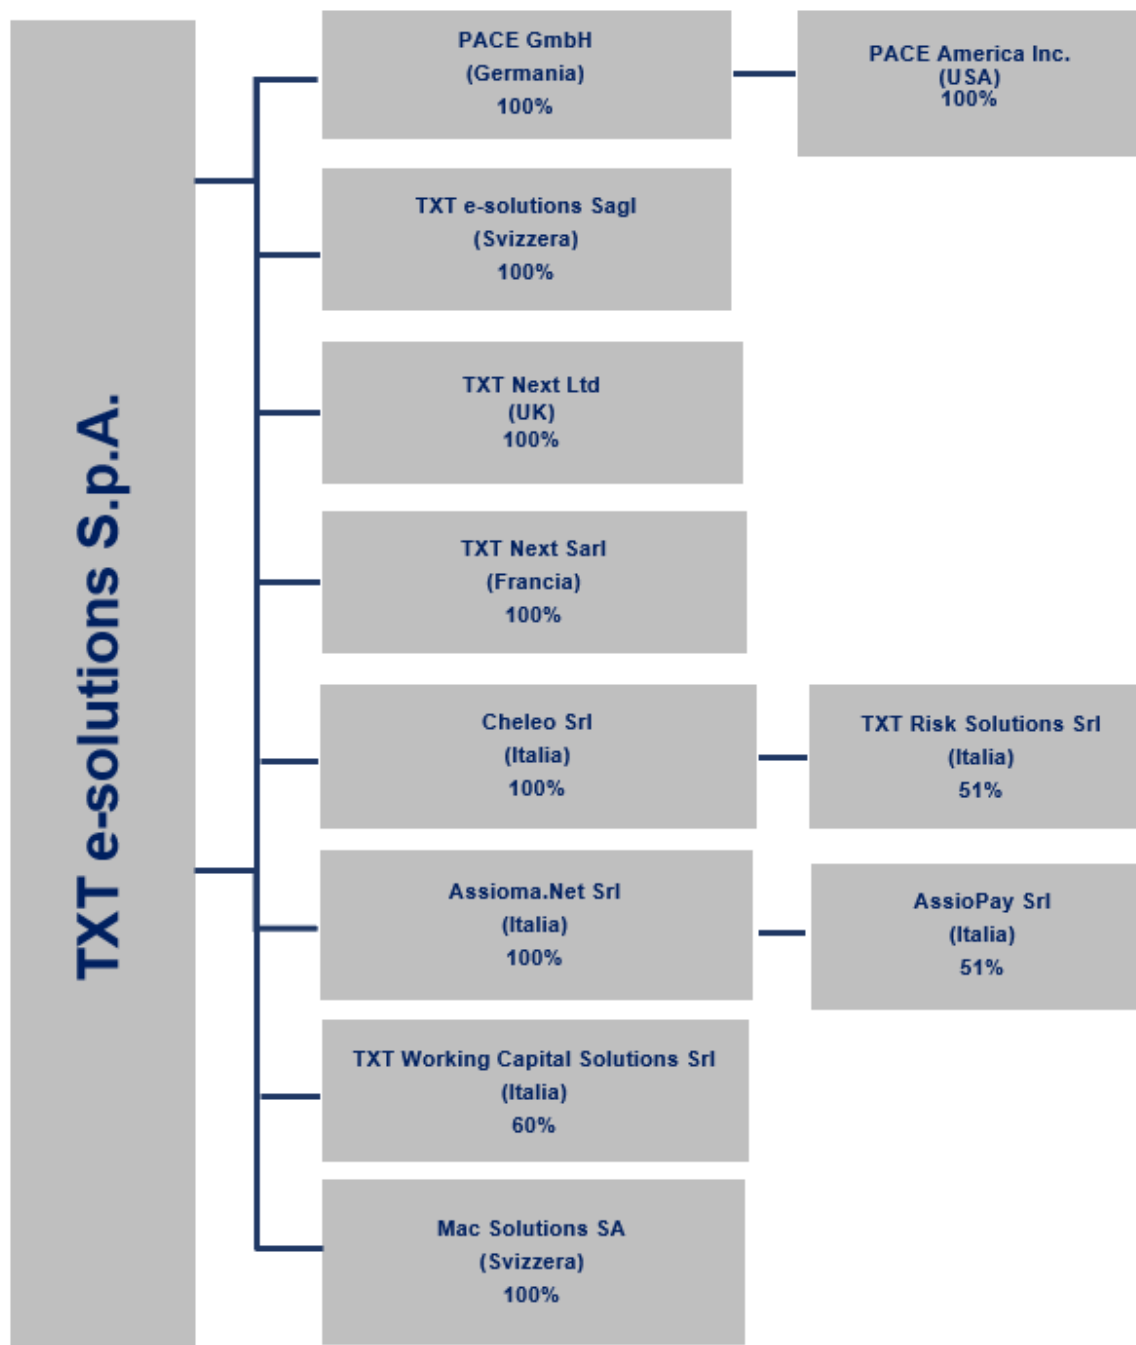 TXT e-solutions S.p.A.
PACE GmbH
(Germania)
100%
PACE America Inc.
(USA)
100%
TXT e-solutions Sagl
(Svizzera)
100%
TXT Next Ltd
(UK)
100%
TXT Next Sarl
(Francia)
100%
Cheleo Srl
(Italia)
100%
TXT Risk Solutions Srl
(Italia)
51%
Assioma.Net Srl
(Italia)
100%
AssioPay Srl
(Italia)
51%
TXT Working Capital Solutions Srl
(Italia)
60%
Mac Solutions SA
(Svizzera)
100%